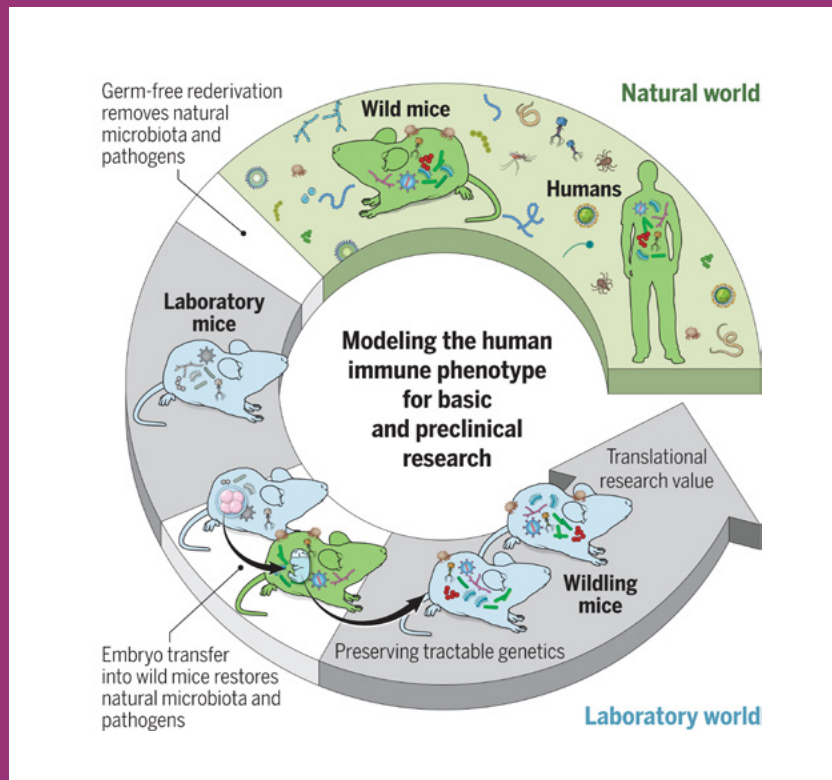 Germ-free rederivation
removes natural
microbiota and
pathogens
Wild mice
Natural world
Humans
Laboratory
mice
Modeling the human
immune phenotype
for basic
and preclinical
research
Translational
research value
Wildling
mice
Preserving tractable genetics
Embryo transfer
into wild mice restores
natural microbiota and
pathogens
Laboratory world